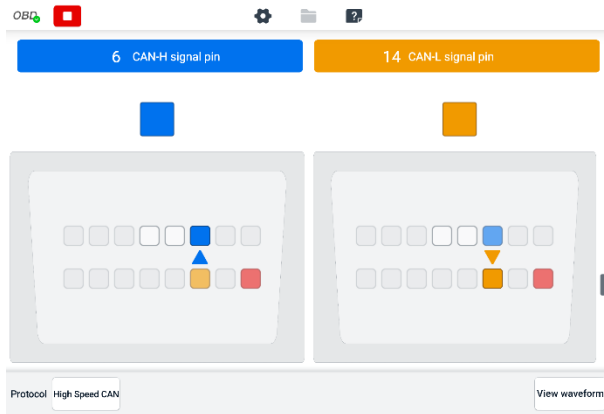 OBD
6 CAN-H signal pin
14 CAN-L signal pin
Protocol High Speed CAN
View waveform